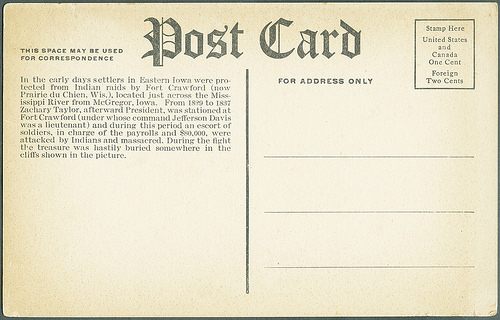 Post Card
THIS SPACE MAY BE USED
FOR CORRESPONDENCE
In the early days settlers in Eastern Iowa were pro-
tected from Indian raids by Fort Crawford (now
Prairie du Chien, Wis.), located just across the Miss-
issippi River from McGregor, Iowa. From 1829 to 1837
Zachary Taylor, afterward President, was stationed at
Fort Crawford (under whose command Jefferson Davis
was a lieutenant) and during this period an escort of
soldiers, in charge of the payrolls and $80,000, were
attacked by Indians and massacred. During the fight
the treasure was hastily buried somewhere in the
cliffs shown in the picture.
FOR ADDRESS ONLY
Stamp Here
United States
and
Canada
One Cent
Foreign
Two Cents